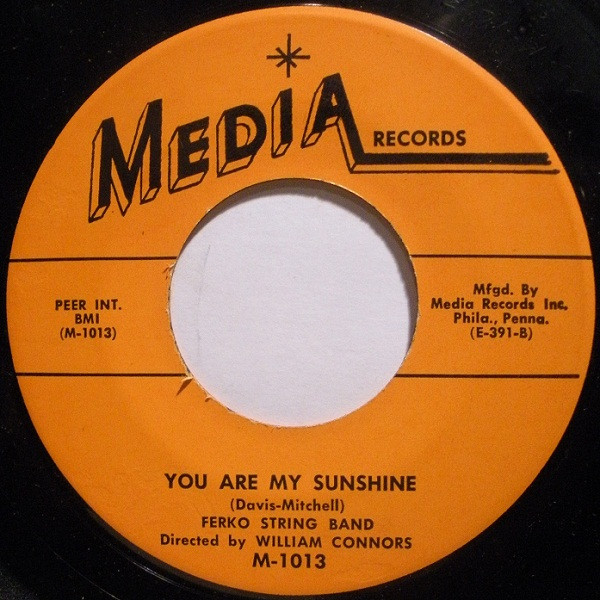 MEDIA RECORDS
PEER INT.
BMI
(M-1013)
Mfgd. By
Media Records Inc.
Phila., Penna.
(E-391-B)
YOU ARE MY SUNSHINE
(Davis-Mitchell)
FERKO STRING BAND
Directed by WILLIAM CONNORS
M-1013